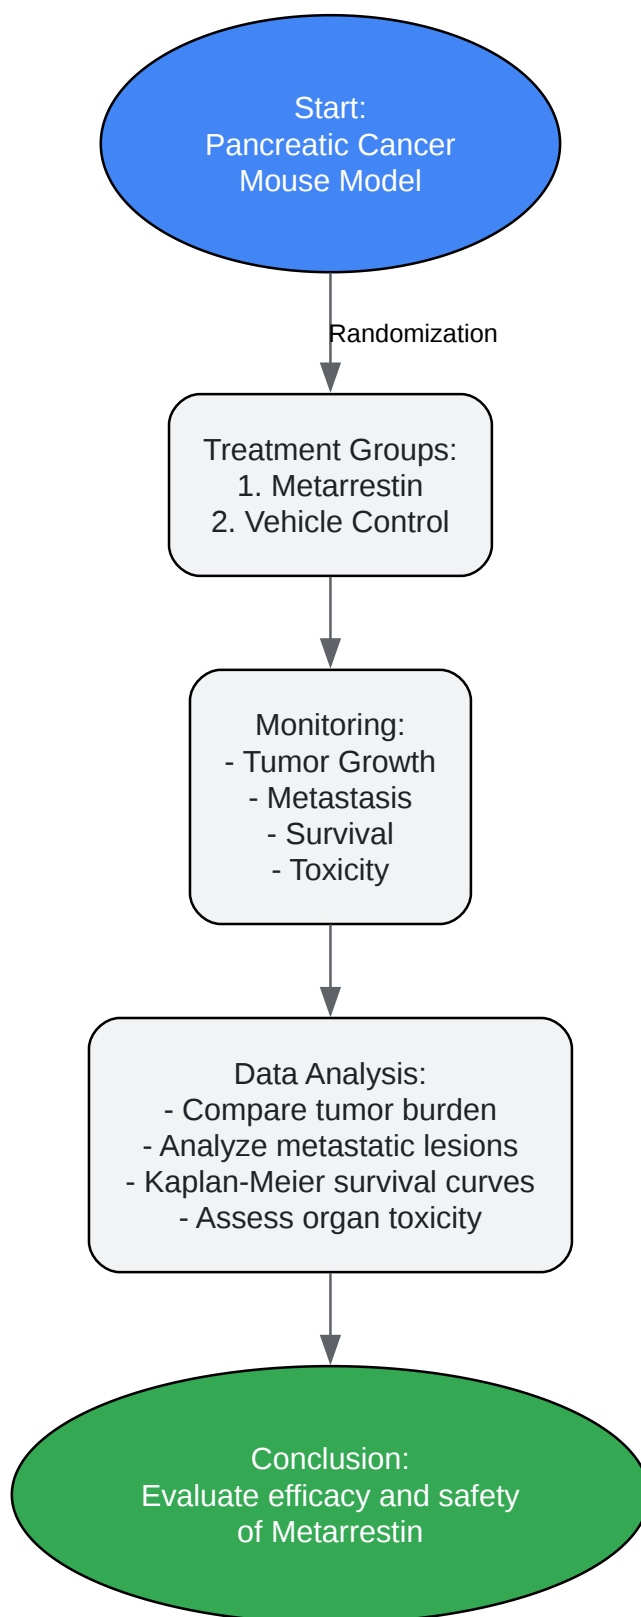 Start:
Pancreatic Cancer
Mouse Model
Randomization
Treatment Groups:
1. Metarrestin
2. Vehicle Control
Monitoring:
- Tumor Growth
- Metastasis
- Survival
- Toxicity
Data Analysis:
- Compare tumor burden
- Analyze metastatic lesions
- Kaplan-Meier survival curves
- Assess organ toxicity
Conclusion:
Evaluate efficacy and safety
of Metarrestin